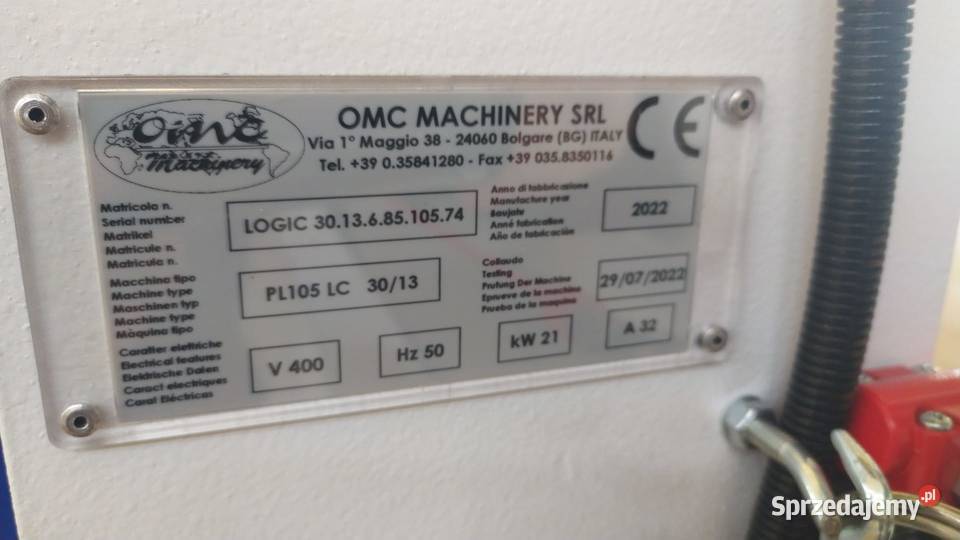 omc
Machinery
OMC MACHINERY SRL
Via 1° Maggio 38 - 24060 Bolgare (BG) ITALY
Tel. +39 0.35841280 - Fax +39 035.8350116
CE
Matricola n.
Serial number
Matrikel
Matricule n.
Matricula n.
LOGIC 30.13.6.85.105.74
Anno di fabbricazione
Manufacture year
Baujahr
Anné fabrication
Año de fabricación
2022
Macchina tipo
Machine type
Maschinen typ
Machine type
Máquina tipo
PL105 LC 30/13
Collaudo
Testing
Prufung Der Machine
Epreuve de la machine
Prueba de la maquina
29/07/2022
Caratter elettriche
Electrical features
Elektrische Daten
Caract electriques
Carat Eléctricas
V 400
Hz 50
kW 21
A 32
Sprzedajemy.pl